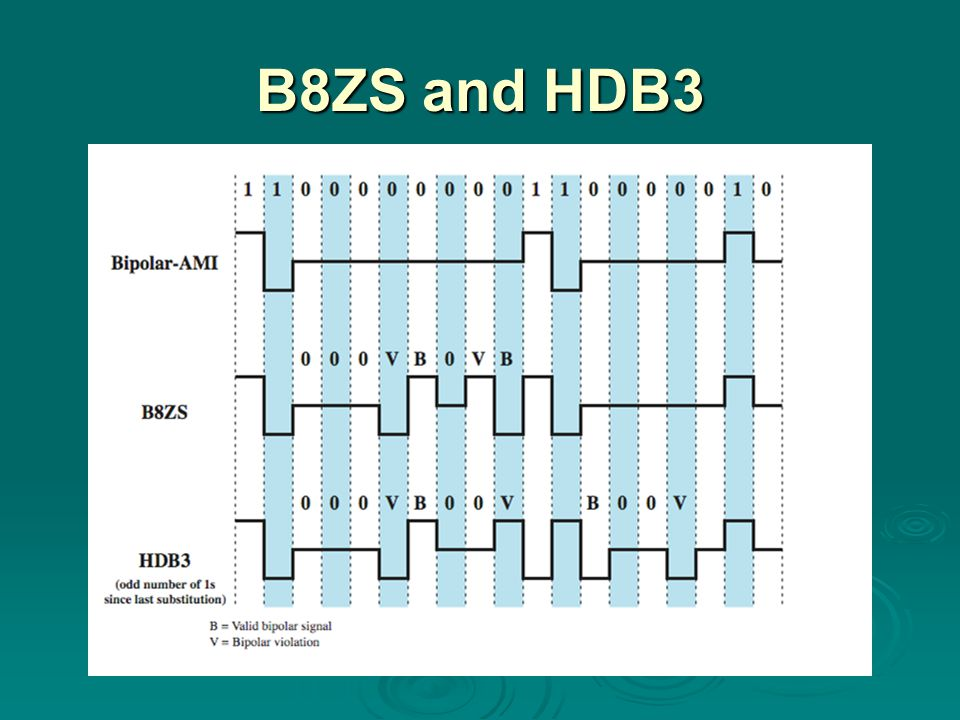 B8ZS and HDB3
1 1 0 0 0 0 0 0 0 0 1 1 0 0 0 0 0 1 0
Bipolar-AMI
0 0 0 V B 0 V B
B8ZS
0 0 0 V B 0 0 V B 0 0 V
HDB3
(odd number of 1s
since last substitution)
B = Valid bipolar signal
V = Bipolar violation